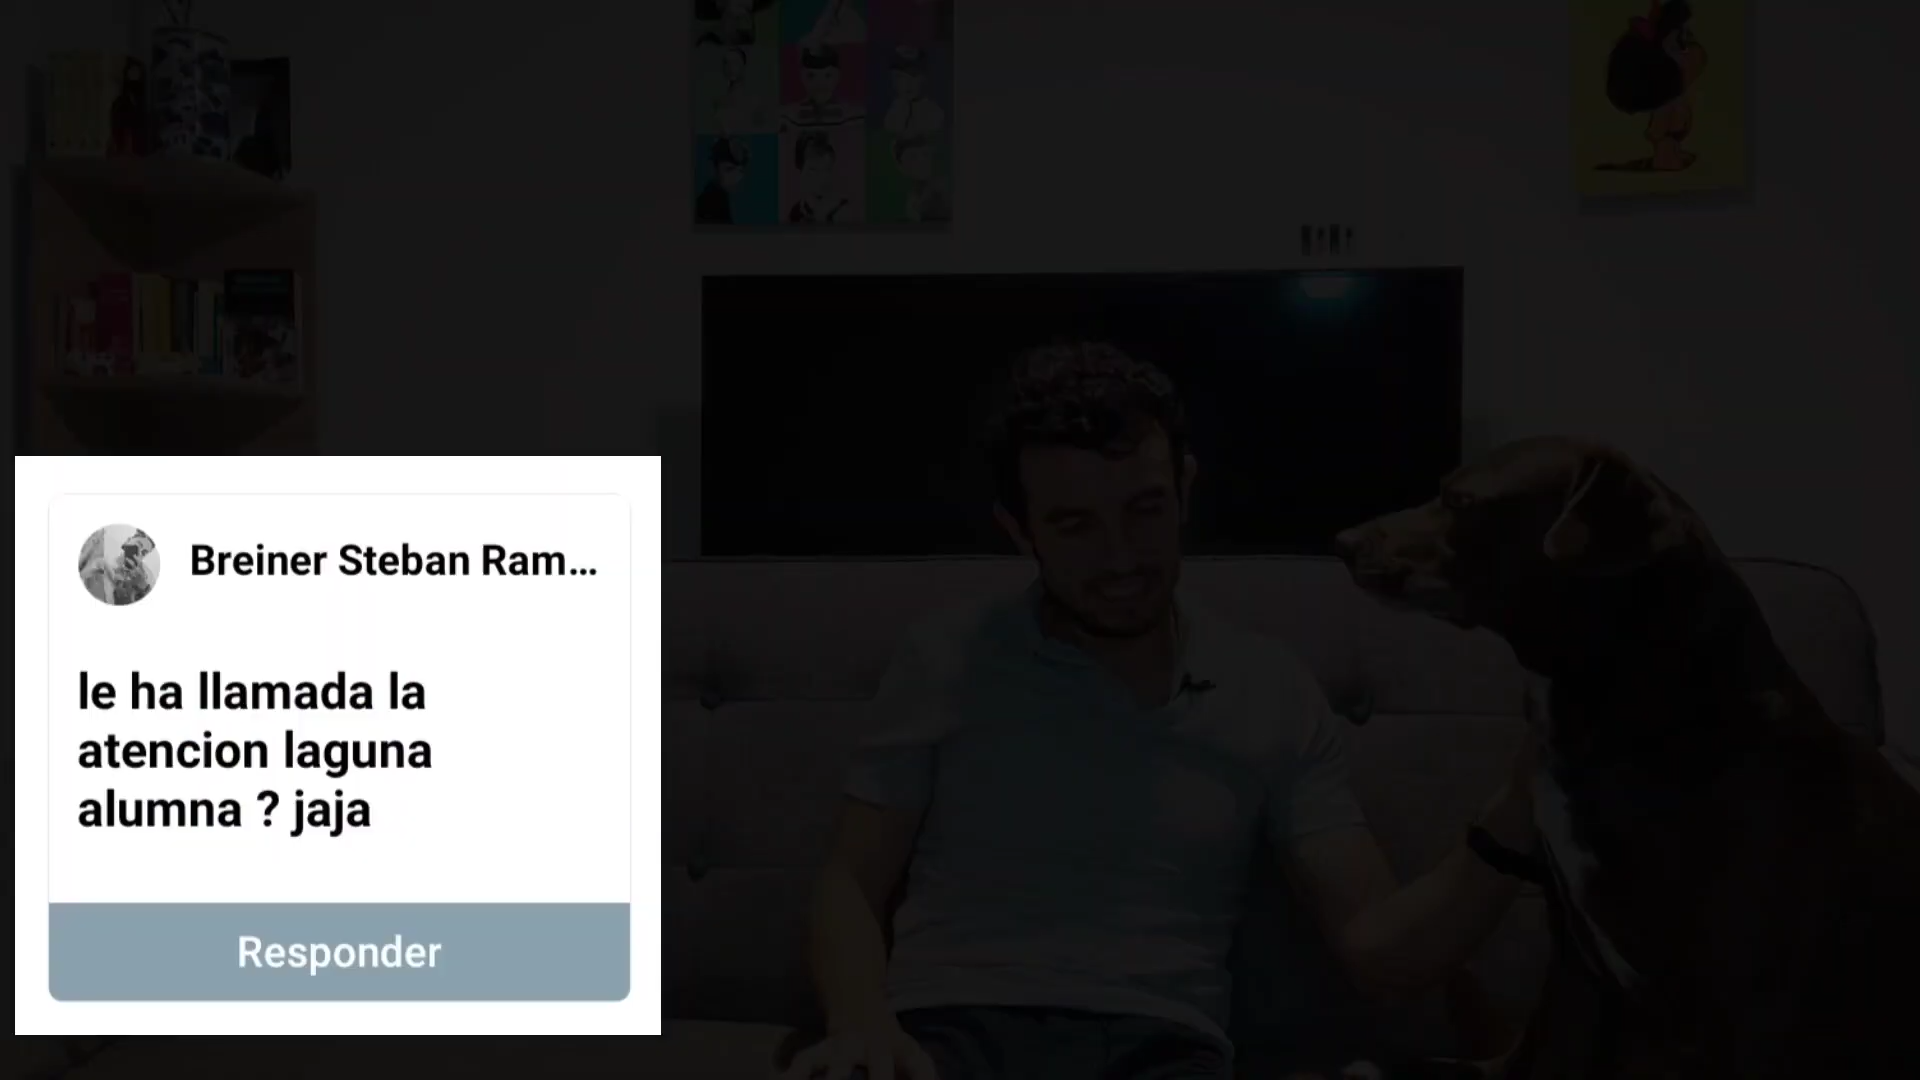 Breiner Steban Ram...
le ha llamada la
atencion laguna
alumna ? jaja
Responder